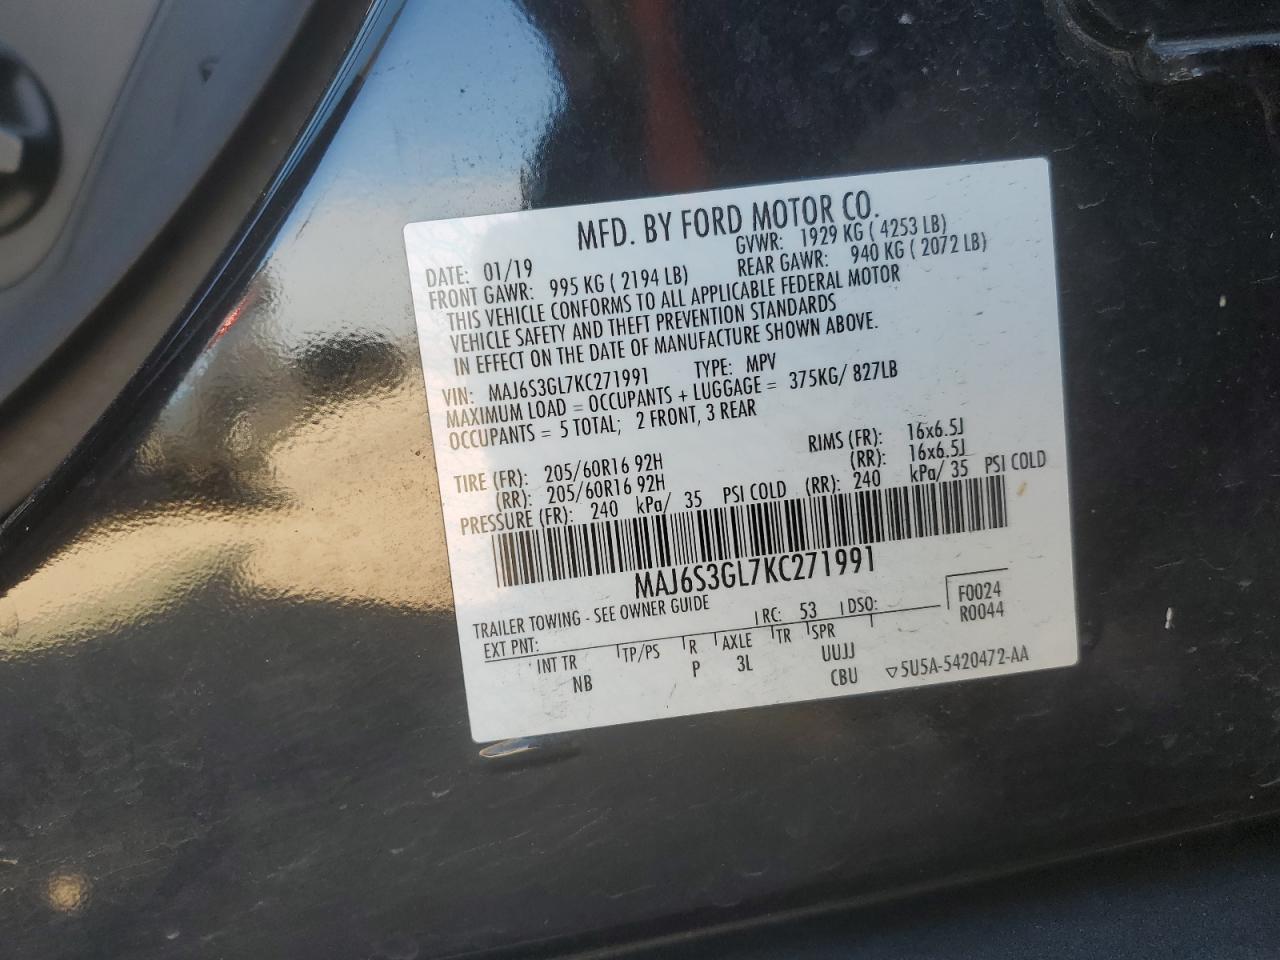 MFD. BY FORD MOTOR CO.
DATE: 01/19 GVWR: 1929 KG ( 4253 LB)
FRONT GAWR: 995 KG ( 2194 LB) REAR GAWR: 940 KG ( 2072 LB)
THIS VEHICLE CONFORMS TO ALL APPLICABLE FEDERAL MOTOR
VEHICLE SAFETY AND THEFT PREVENTION STANDARDS
IN EFFECT ON THE DATE OF MANUFACTURE SHOWN ABOVE.
VIN: MAJ6S3GL7KC271991 TYPE: MPV
MAXIMUM LOAD = OCCUPANTS + LUGGAGE = 375KG/ 827LB
OCCUPANTS = 5 TOTAL; 2 FRONT, 3 REAR
TIRE (FR): 205/60R16 92H RIMS (FR): 16x6.5J
(RR): 205/60R16 92H (RR): 16x6.5J
PRESSURE (FR): 240 kPa/ 35 PSI COLD (RR): 240 kPa/ 35 PSI COLD
MAJ6S3GL7KC271991
TRAILER TOWING - SEE OWNER GUIDE
EXT PNT: RC: 53 DSO: F0024
R0044
INT TR TP/PS R AXLE TR SPR
NB P 3L UUJJ
CBU ▽5U5A-5420472-AA